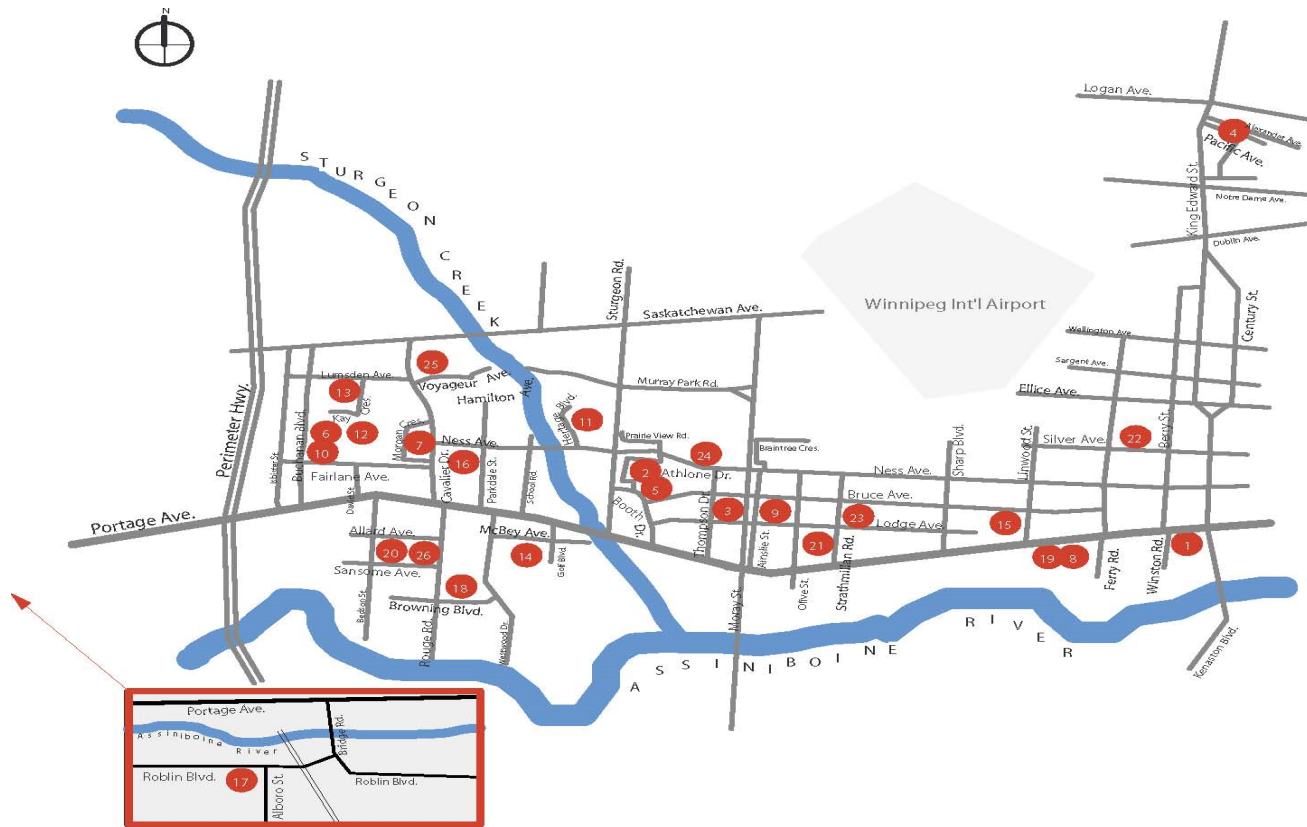 N
Logan Ave.
Alexander Ave.
4
Pacific Ave.
King Edward St.
Notre Dame Ave.
Dublin Ave.
STURGEON CREEK
Sturgeon Rd.
Saskatchewan Ave.
Winnipeg Int'l Airport
Century St.
Wellington Ave.
Sargent Ave.
Ellice Ave.
Perimeter Hwy.
25
Lumsden Ave.
Voyageur Ave.
Hamilton Ave.
Murray Park Rd.
13
Kay Cres.
Buchanan Blvd.
6
12
10
Morgan Cres.
7
Ness Ave.
Heritage Blvd.
11
Prairie View Rd.
24
Braintree Cres.
Sharp Blvd.
Linwood St.
Silver Ave.
22
Berry St.
Fairlane Ave.
Cavalier Dr.
16
Parkdale St.
School Rd.
2
Athlone Dr.
5
Ness Ave.
Bruce Ave.
Booth Dr.
Thompson Dr.
3
9
23
Lodge Ave.
15
Portage Ave.
Allard Ave.
McBey Ave.
20
26
14
Golf Blvd.
Ainslie St.
21
Strathmillan Rd.
19
8
Ferry Rd.
Winston Rd.
1
Sansome Ave.
18
Browning Blvd.
Bedson St.
Rouge Rd.
Westwood Dr.
Olive St.
Moray St.
ASSINIBOINE RIVER
Kenaston Blvd.
Portage Ave.
Assiniboine River
Bridge Rd.
Roblin Blvd.
17
Alboro St.
Roblin Blvd.